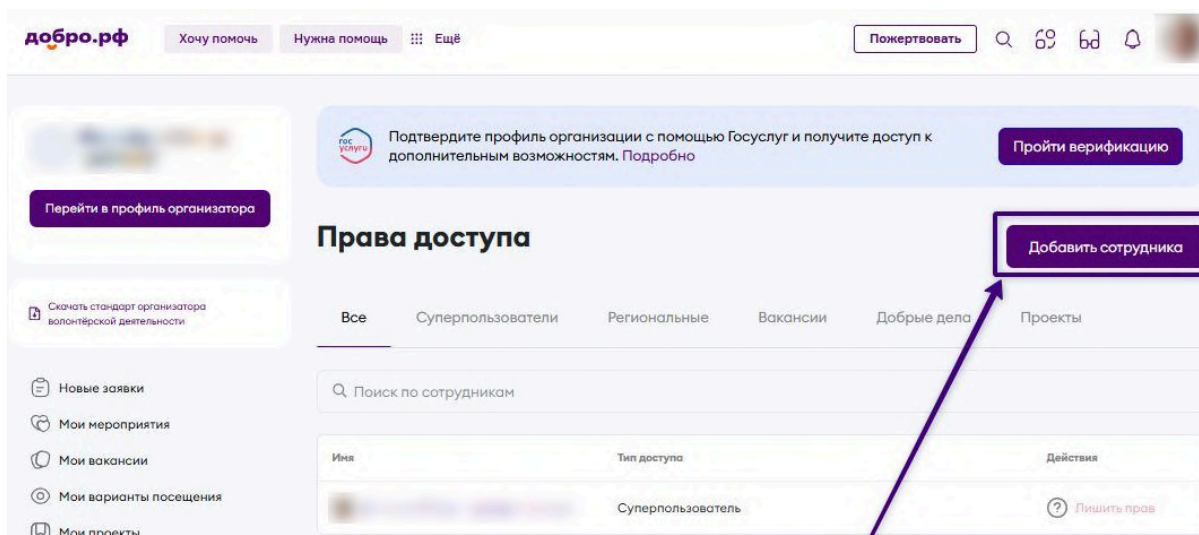 добро.рф
Хочу помочь
Нужна помощь
Ещё
Пожертвовать
гос услуги
Подтвердите профиль организации с помощью Госуслуг и получите доступ к
дополнительным возможностям. Подробно
Пройти верификацию
Перейти в профиль организатора
Права доступа
Добавить сотрудника
Скачать стандарт организатора
волонтёрской деятельности
Все
Суперпользователи
Региональные
Вакансии
Добрые дела
Проекты
Новые заявки
Мои мероприятия
Мои вакансии
Мои варианты посещения
Мои проекты
Поиск по сотрудникам
Имя
Тип доступа
Действия
Суперпользователь
? Лишить прав